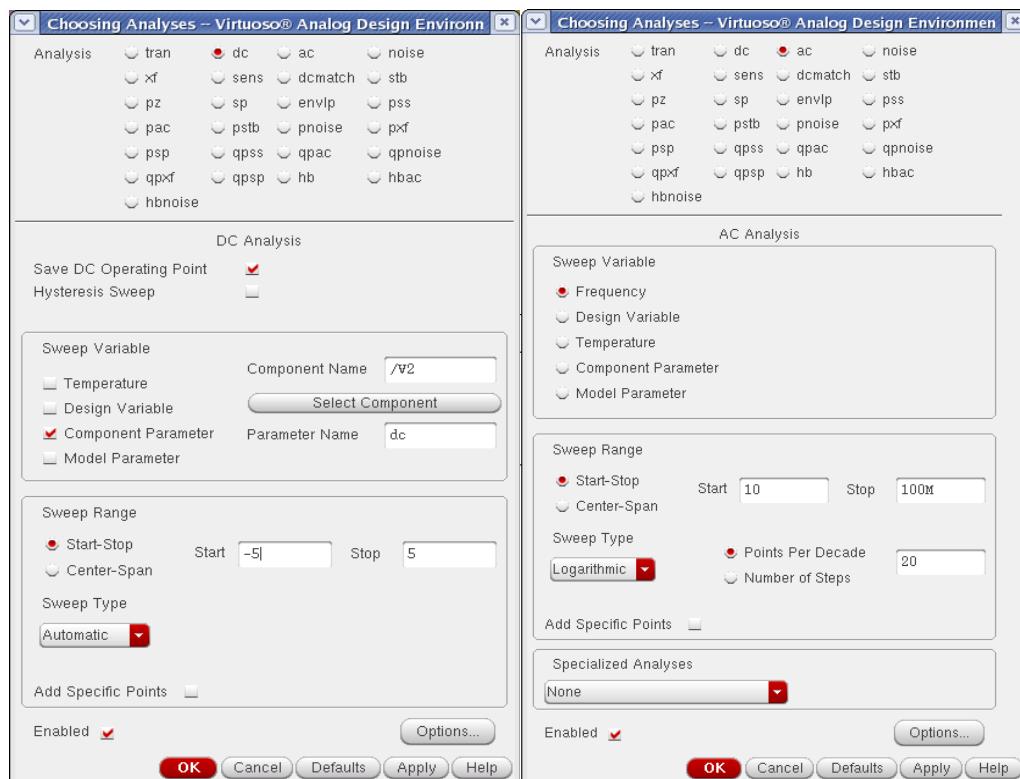 Choosing Analyses -- Virtuoso® Analog Design Environn
Analysis tran dc ac noise
xf sens dcmatch stb
pz sp envlp pss
pac pstb pnoise pxf
psp qpss qpac qpnoise
qpxf qpsp hb hbac
hbnoise
DC Analysis
Save DC Operating Point
Hysteresis Sweep
Sweep Variable
Temperature
Design Variable
Component Parameter
Model Parameter
Component Name /V2
Select Component
Parameter Name dc
Sweep Range
Start-Stop
Center-Span
Start -5 Stop 5
Sweep Type
Automatic
Add Specific Points
Enabled Options...
OK Cancel Defaults Apply Help
Choosing Analyses -- Virtuoso® Analog Design Environmen
Analysis tran dc ac noise
xf sens dcmatch stb
pz sp envlp pss
pac pstb pnoise pxf
psp qpss qpac qpnoise
qpxf qpsp hb hbac
hbnoise
AC Analysis
Sweep Variable
Frequency
Design Variable
Temperature
Component Parameter
Model Parameter
Sweep Range
Start-Stop
Center-Span
Start 10 Stop 100M
Sweep Type
Logarithmic
Points Per Decade
Number of Steps
20
Add Specific Points
Specialized Analyses
None
Enabled Options...
OK Cancel Defaults Apply Help